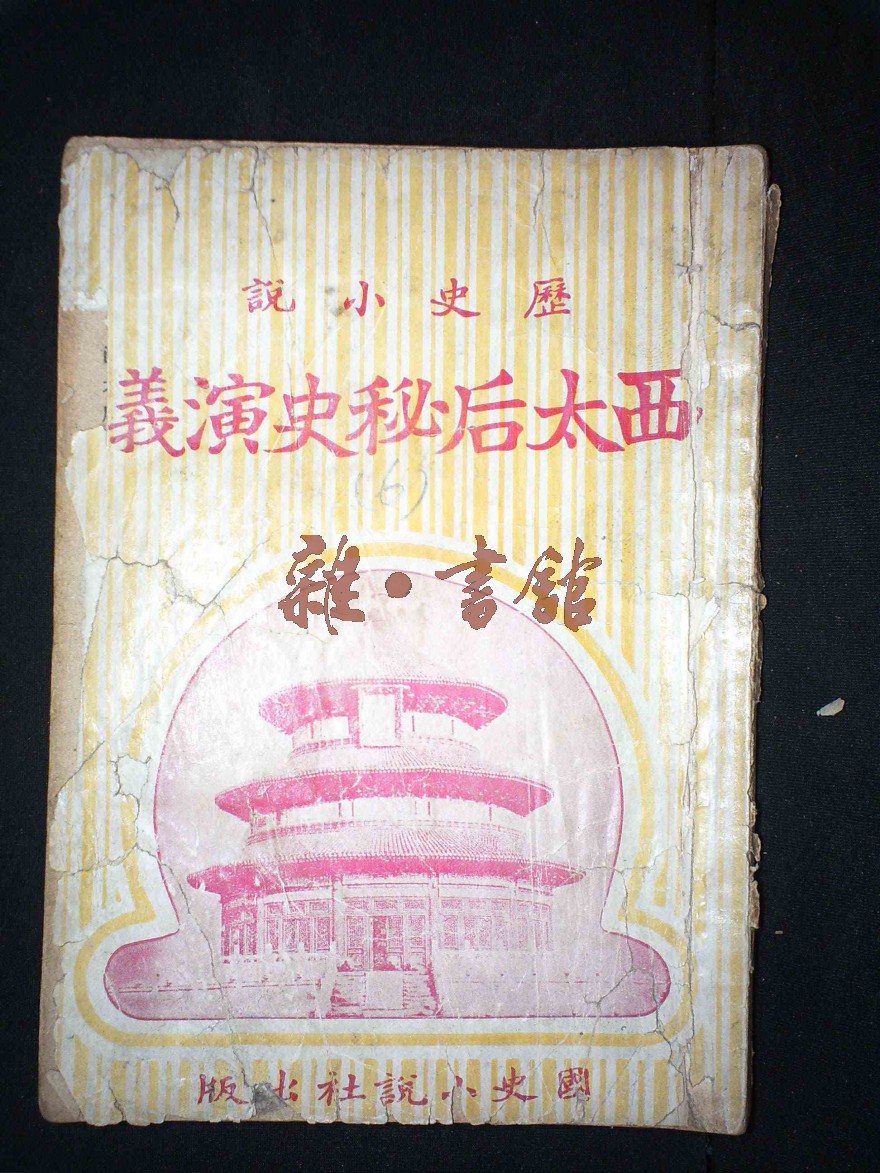 歷史小說
西太后秘史演義
(6)
雜・書館
國史小說社出版